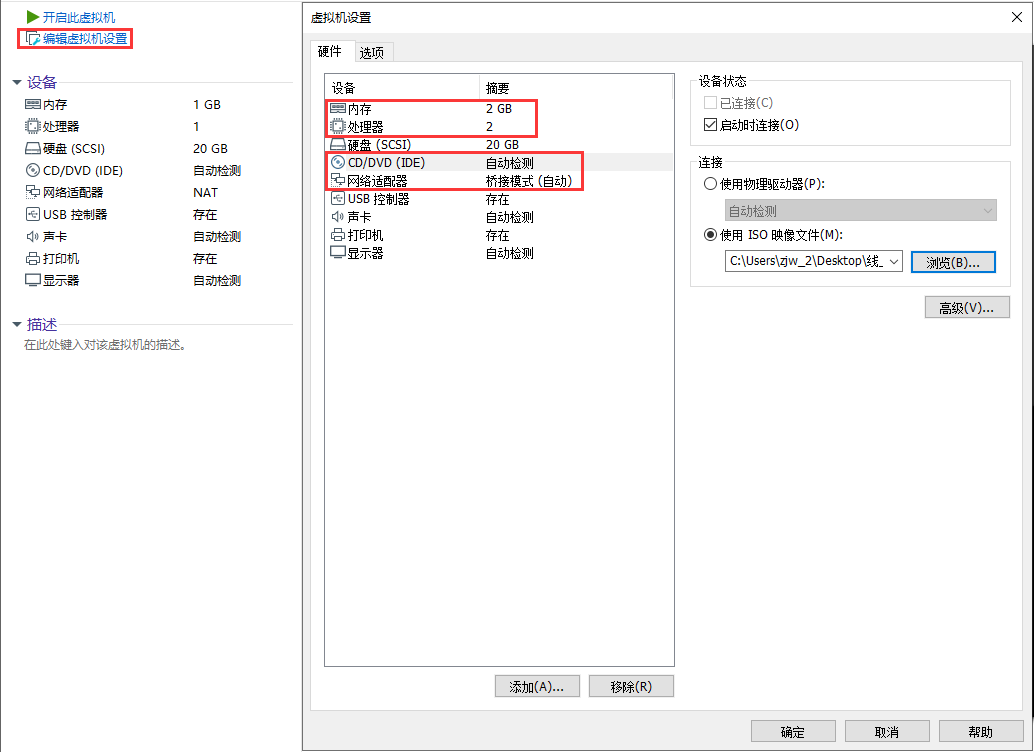 开启此虚拟机
编辑虚拟机设置
设备
内存 1 GB
处理器 1
硬盘 (SCSI) 20 GB
CD/DVD (IDE) 自动检测
网络适配器 NAT
USB 控制器 存在
声卡 自动检测
打印机 存在
显示器 自动检测
描述
在此处键入对该虚拟机的描述。
虚拟机设置
硬件 选项
设备 摘要
内存 2 GB
处理器 2
硬盘 (SCSI) 20 GB
CD/DVD (IDE) 自动检测
网络适配器 桥接模式 (自动)
USB 控制器 存在
声卡 自动检测
打印机 存在
显示器 自动检测
添加(A)... 移除(R)
设备状态
已连接(C)
启动时连接(O)
连接
使用物理驱动器(P):
自动检测
使用 ISO 映像文件(M):
C:\Users\zjw_2\Desktop\线_ 浏览(B)...
高级(V)...
确定 取消 帮助